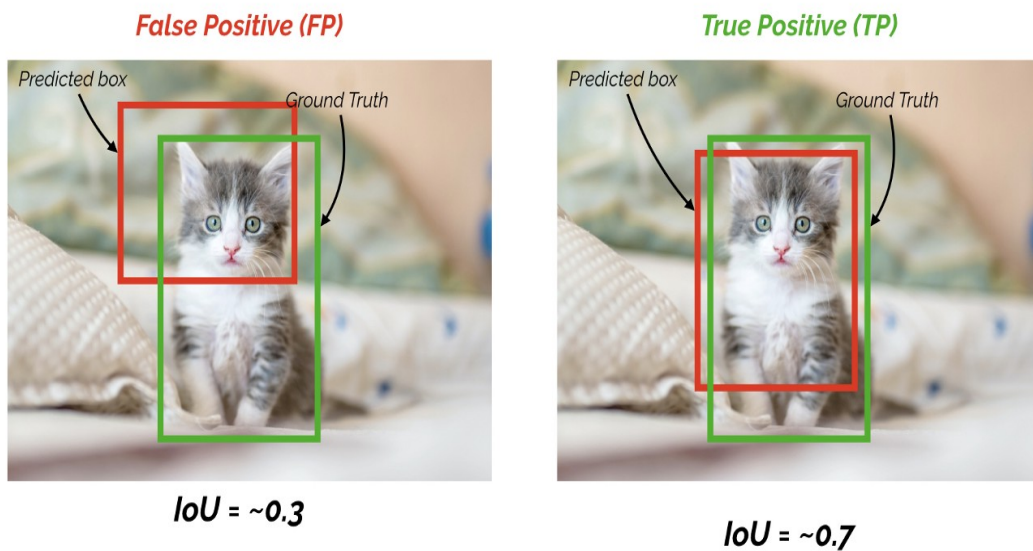 False Positive (FP)
Predicted box
Ground Truth
IoU = ~0.3
True Positive (TP)
Predicted box
Ground Truth
IoU = ~0.7